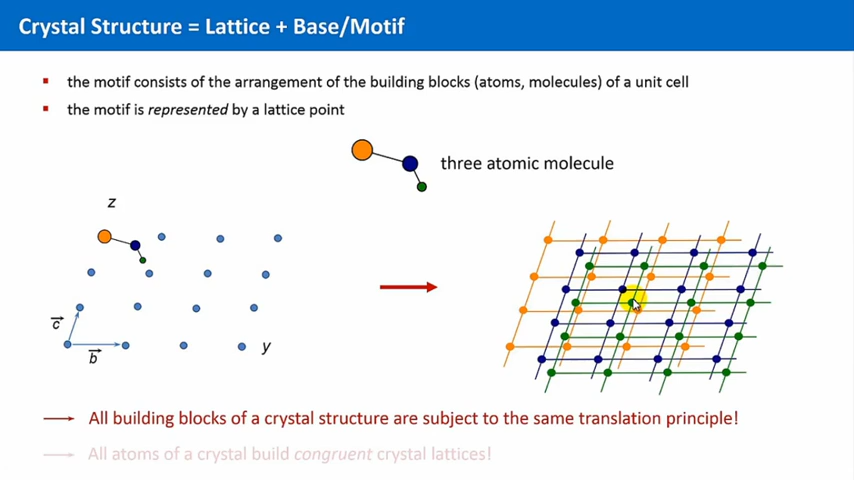 Crystal Structure = Lattice + Base/Motif
the motif consists of the arrangement of the building blocks (atoms, molecules) of a unit cell
the motif is represented by a lattice point
three atomic molecule
z
c
b
y
All building blocks of a crystal structure are subject to the same translation principle!
All atoms of a crystal build congruent crystal lattices!